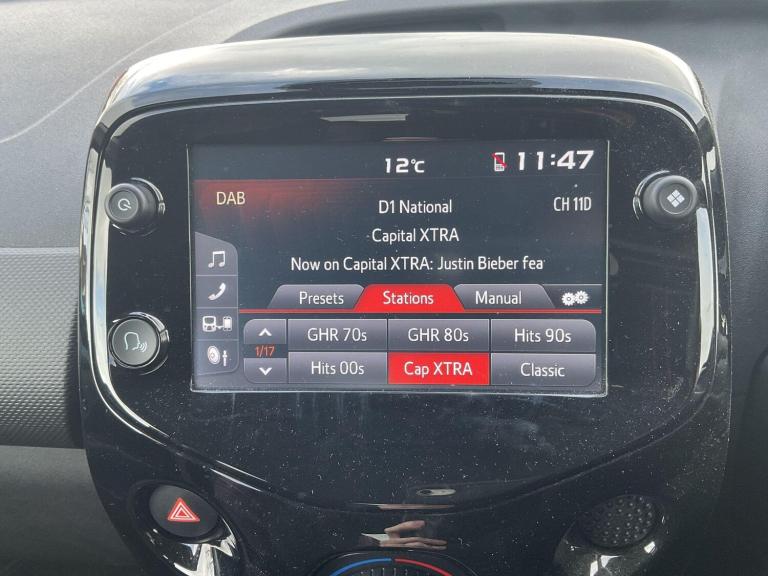 12°C 11:47
DAB
D1 National CH 11D
Capital XTRA
Now on Capital XTRA: Justin Bieber fea
Presets Stations Manual
GHR 70s GHR 80s Hits 90s
1/17
Hits 00s Cap XTRA Classic